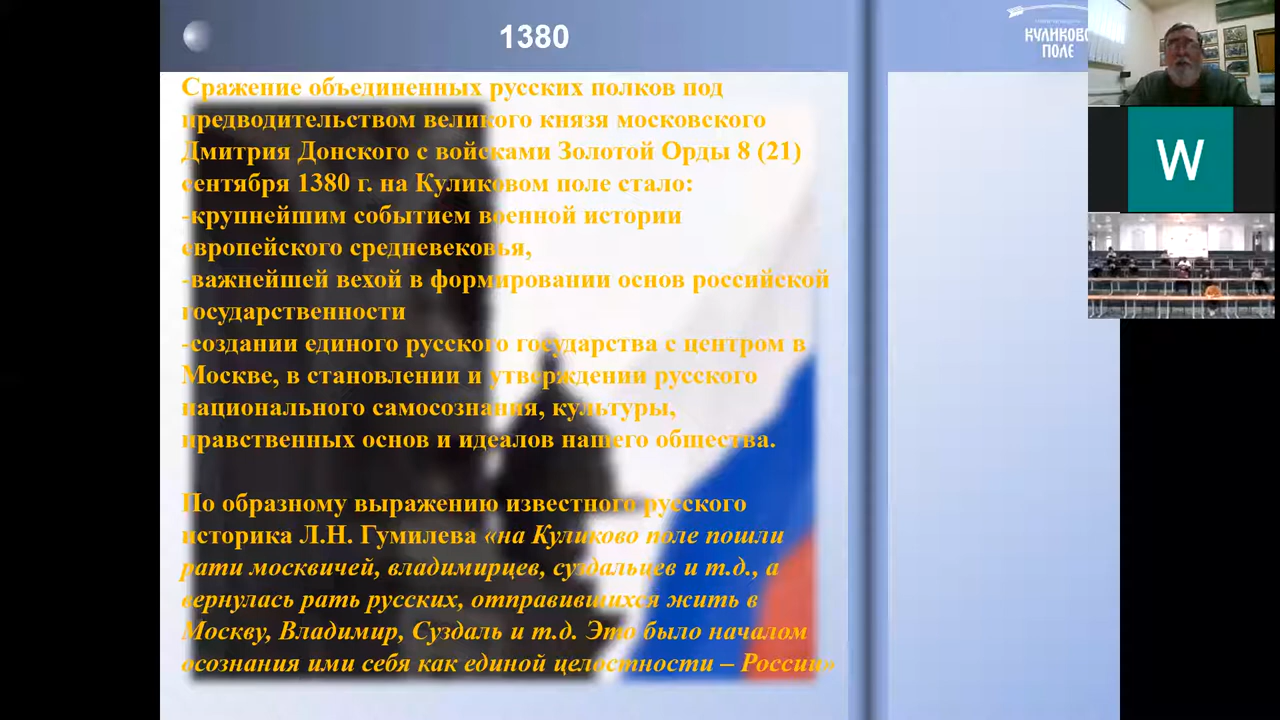 1380
КУЛИКОВО
ПОЛЕ
W
Сражение объединенных русских полков под
предводительством великого князя московского
Дмитрия Донского с войсками Золотой Орды 8 (21)
сентября 1380 г. на Куликовом поле стало:
-крупнейшим событием военной истории
европейского средневековья,
-важнейшей вехой в формировании основ российской
государственности
-создании единого русского государства с центром в
Москве, в становлении и утверждении русского
национального самосознания, культуры,
нравственных основ и идеалов нашего общества.
По образному выражению известного русского
историка Л.Н. Гумилева «на Куликово поле пошли
рати москвичей, владимирцев, суздальцев и т.д., а
вернулась рать русских, отправившихся жить в
Москву, Владимир, Суздаль и т.д. Это было началом
осознания ими себя как единой целостности – России»